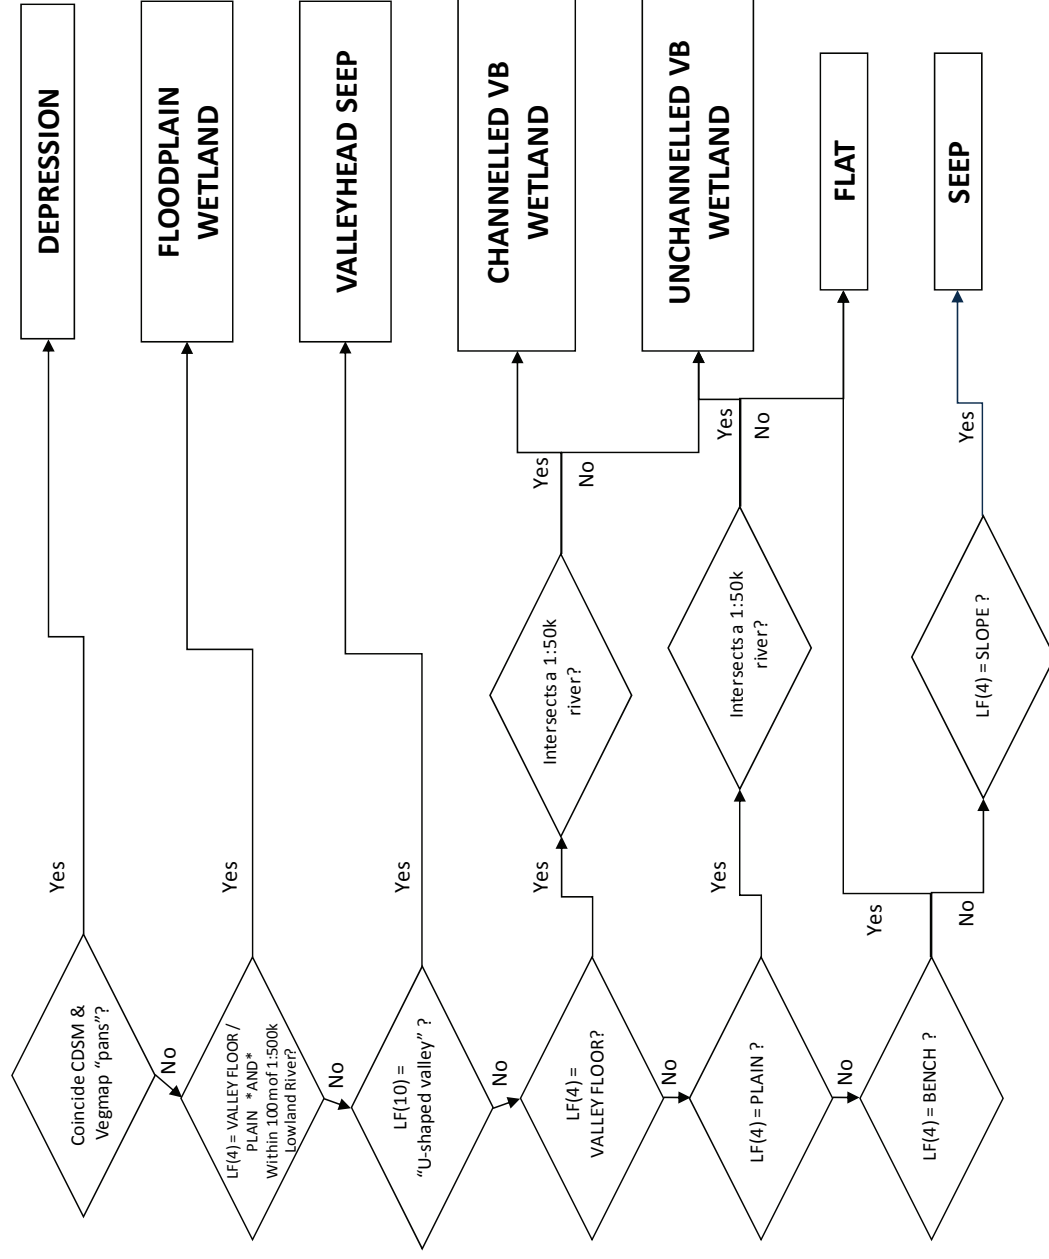 Coincide CDSM &
Vegmap “pans”?
Yes
DEPRESSION
No
LF(4) = VALLEY FLOOR /
PLAIN *AND*
Within 100 m of 1:500k
Lowland River?
Yes
FLOODPLAIN
WETLAND
No
LF(10) =
“U-shaped valley” ?
Yes
VALLEYHEAD SEEP
No
LF(4) =
VALLEY FLOOR?
Yes
Intersects a 1:50k
river?
Yes
No
CHANNELLED VB
WETLAND
UNCHANNELLED VB
WETLAND
No
LF(4) = PLAIN ?
Yes
Intersects a 1:50k
river?
Yes
No
FLAT
No
LF(4) = BENCH ?
Yes
No
LF(4) = SLOPE ?
Yes
SEEP